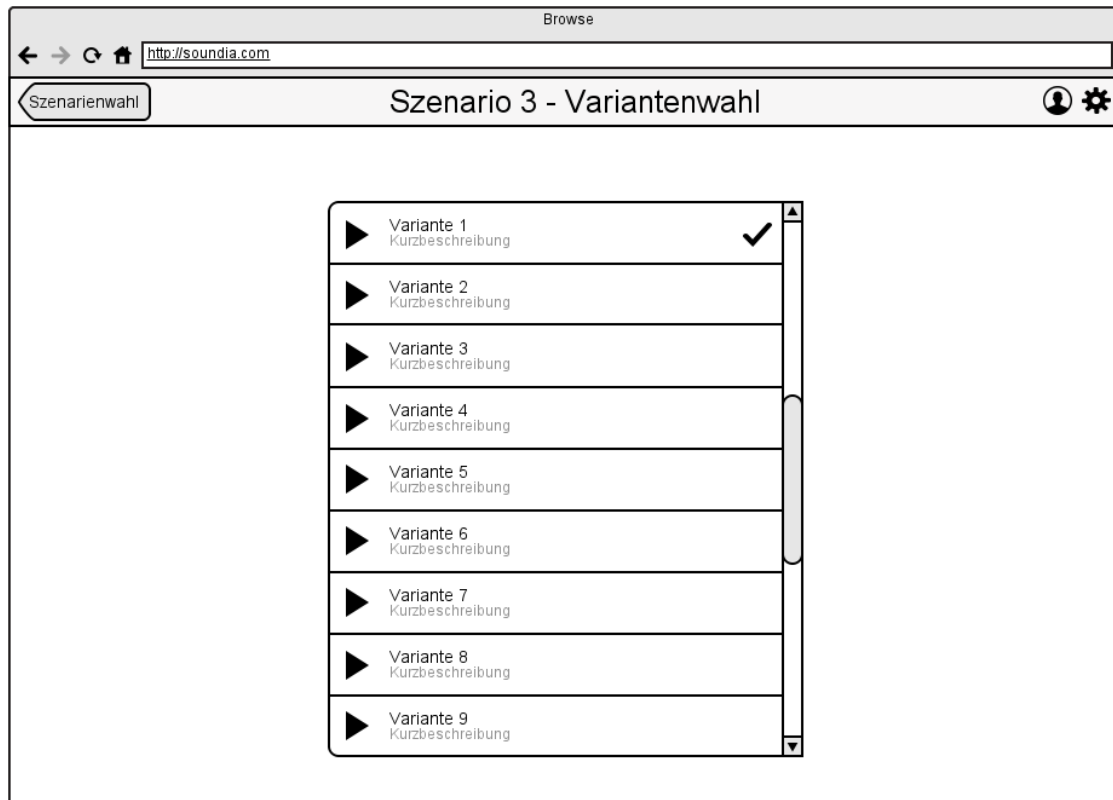 Browse
http://soundia.com
Szenarienwahl
Szenario 3 - Variantenwahl
Variante 1
Kurzbeschreibung
Variante 2
Kurzbeschreibung
Variante 3
Kurzbeschreibung
Variante 4
Kurzbeschreibung
Variante 5
Kurzbeschreibung
Variante 6
Kurzbeschreibung
Variante 7
Kurzbeschreibung
Variante 8
Kurzbeschreibung
Variante 9
Kurzbeschreibung